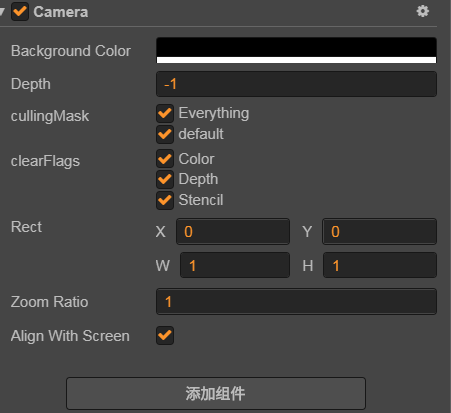 Camera
Background Color
Depth -1
cullingMask Everything
default
clearFlags Color
Depth
Stencil
Rect X 0 Y 0
W 1 H 1
Zoom Ratio 1
Align With Screen
添加组件